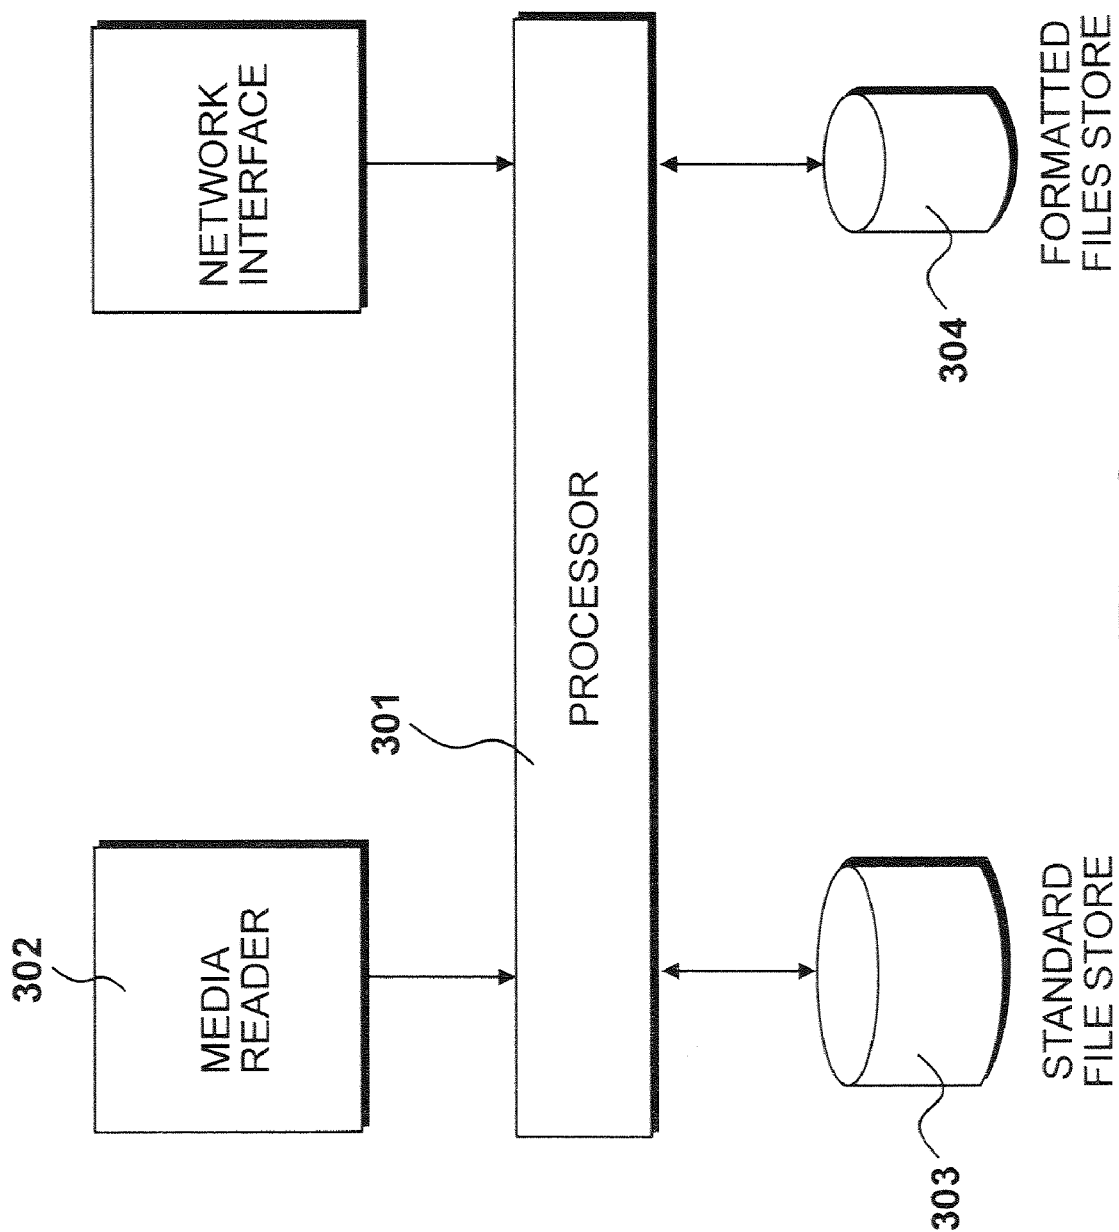 302
MEDIA
READER
NETWORK
INTERFACE
301
PROCESSOR
303
STANDARD
FILE STORE
304
FORMATTED
FILES STORE